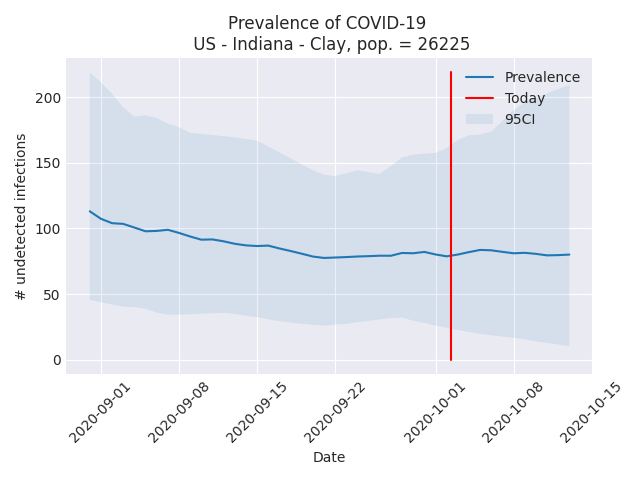 Prevalence of COVID-19
US - Indiana - Clay, pop. = 26225
Prevalence
Today
95CI
# undetected infections
200
150
100
50
0
2020-09-01
2020-09-08
2020-09-15
2020-09-22
2020-10-01
2020-10-08
2020-10-15
Date